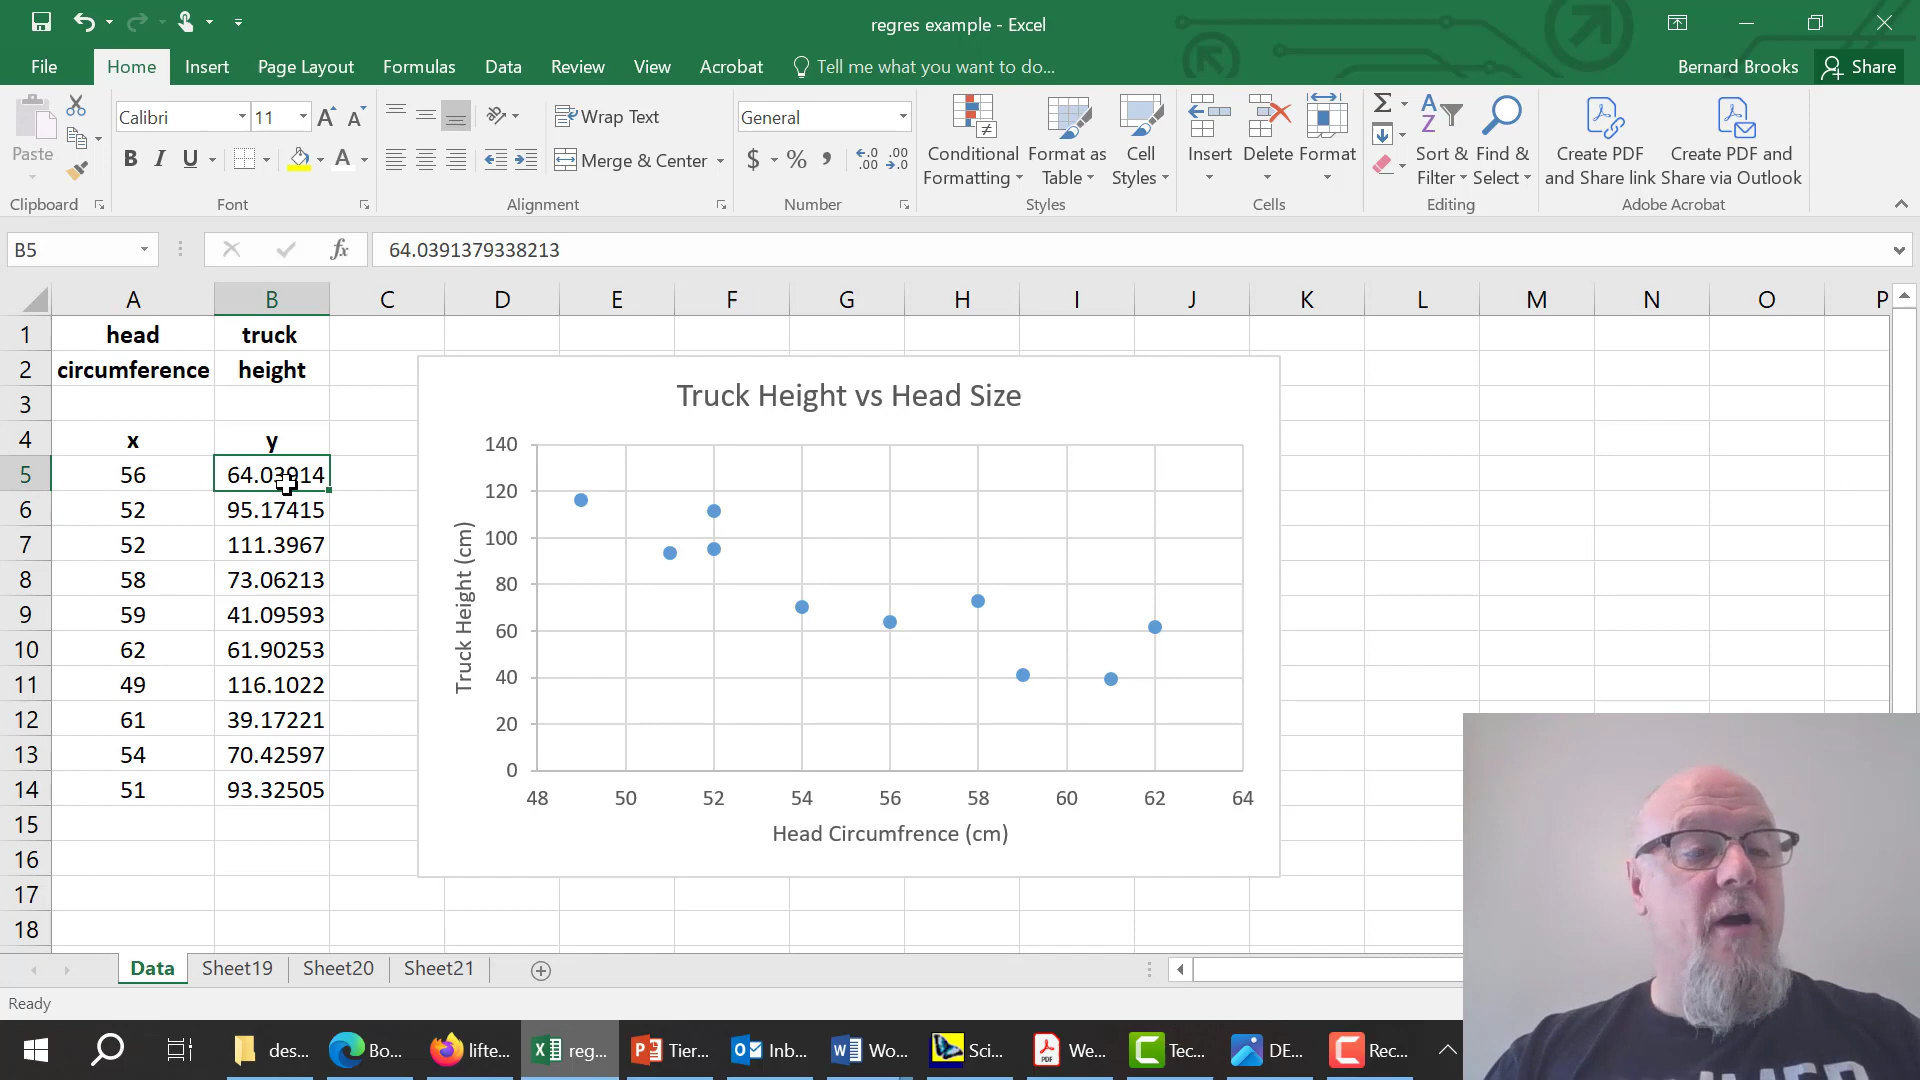 regres example - Excel
File Home Insert Page Layout Formulas Data Review View Acrobat Tell me what you want to do... Bernard Brooks Share
Paste
Calibri 11
B I U
Wrap Text
Merge & Center
General
$ % ,
Conditional Formatting
Format as Table
Cell Styles
Insert
Delete
Format
Sort & Filter
Find & Select
Create PDF and Share link
Create PDF and Share via Outlook
Clipboard Font Alignment Number Styles Cells Editing Adobe Acrobat
B5 fx 64.0391379338213
A B C D E F G H I J K L M N O P
1 head truck
2 circumference height
3
4 x y
5 56 64.03914
6 52 95.17415
7 52 111.3967
8 58 73.06213
9 59 41.09593
10 62 61.90253
11 49 116.1022
12 61 39.17221
13 54 70.42597
14 51 93.32505
15
16
17
18
Truck Height vs Head Size
Truck Height (cm)
140
120
100
80
60
40
20
0
48 50 52 54 56 58 60 62 64
Head Circumfrence (cm)
Data Sheet19 Sheet20 Sheet21
Ready
des... Bo... lifte... reg... Tier... Inb... Wo... Sci... We... Tec... DE... Rec...